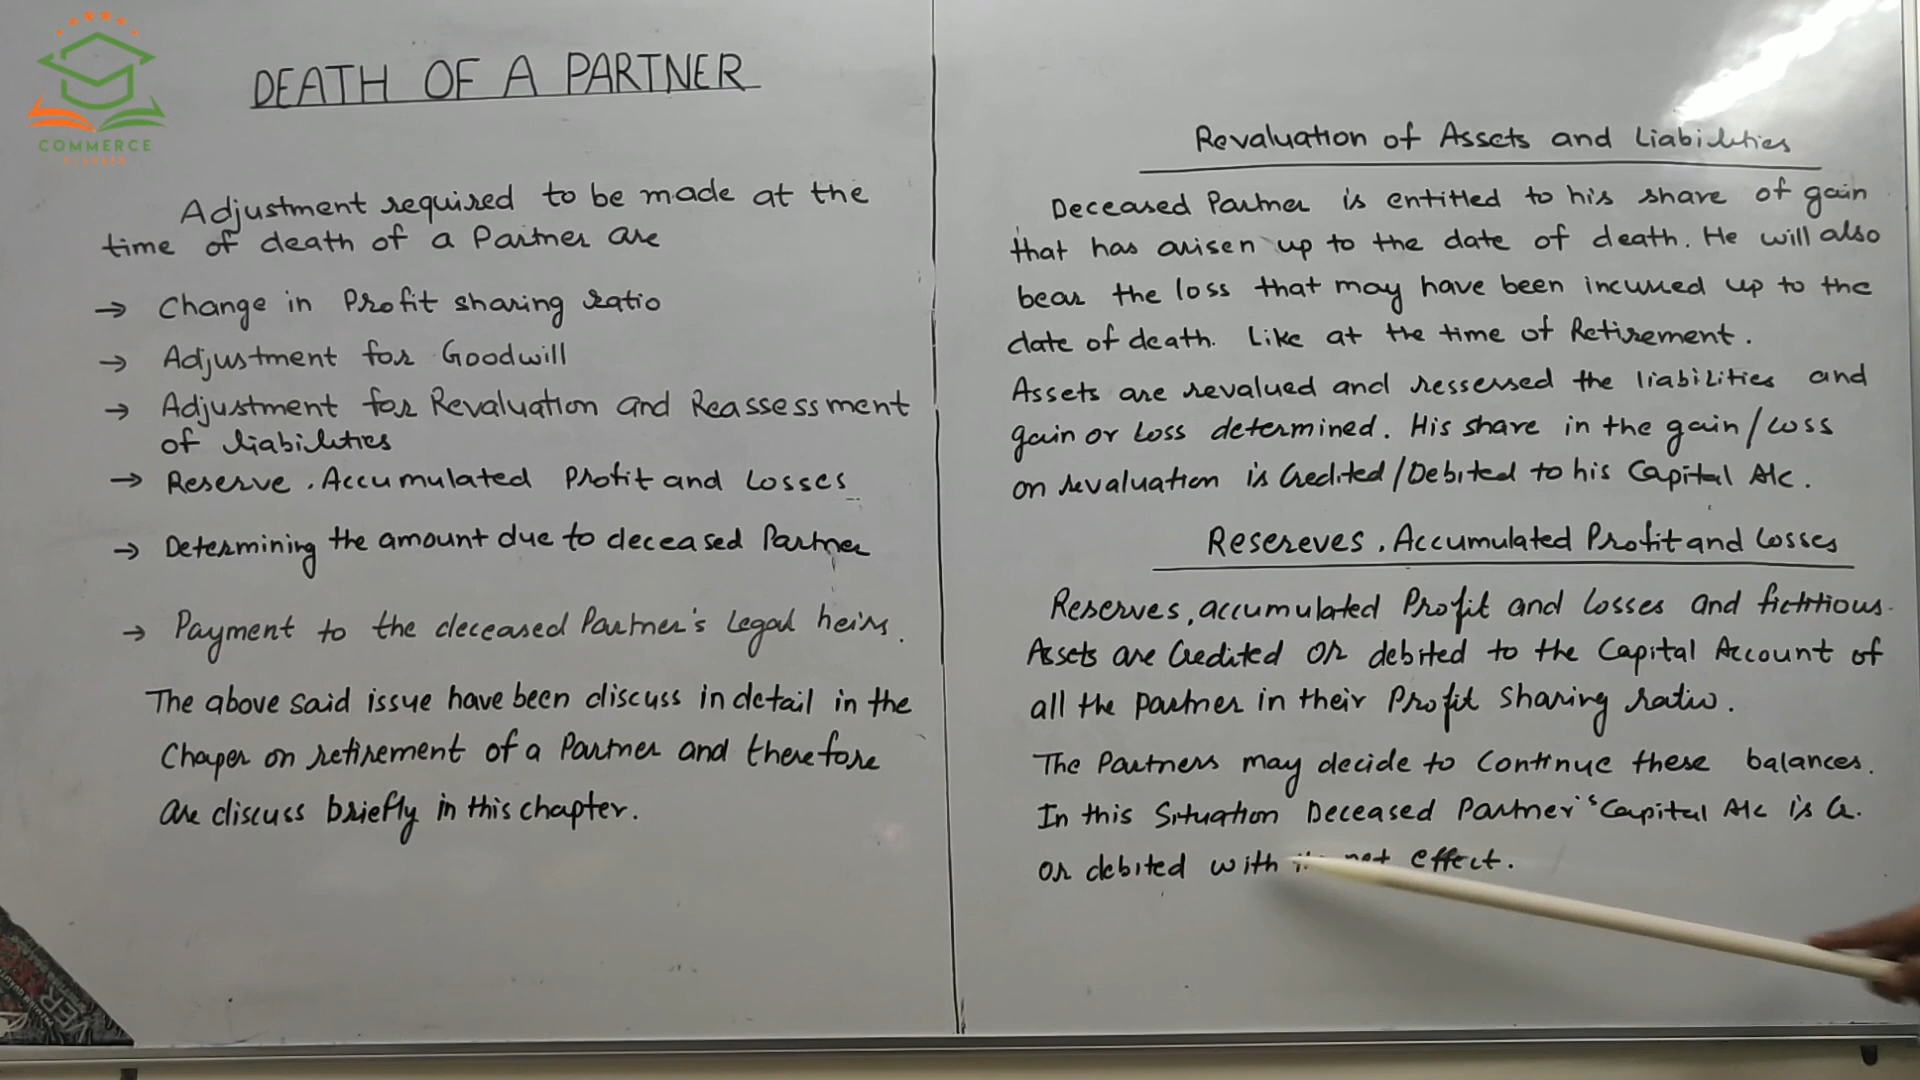 COMMERCE
DEATH OF A PARTNER
Adjustment required to be made at the
time of death of a Partner are
→ Change in Profit sharing ratio
→ Adjustment for Goodwill
→ Adjustment for Revaluation and Reassessment
of liabilities
→ Reserve, Accumulated Profit and Losses
→ Determining the amount due to deceased Partner
→ Payment to the deceased Partner's Legal heirs.
The above said issue have been discuss in detail in the
Chaper on retirement of a Partner and therefore
are discuss briefly in this chapter.
Revaluation of Assets and Liabilities
Deceased Partner is entitled to his share of gain
that has arisen up to the date of death. He will also
bear the loss that may have been incurred up to the
date of death. Like at the time of Retirement.
Assets are revalued and ressessed the liabilities and
gain or Loss determined. His share in the gain/Loss
on revaluation is Credited/Debited to his Capital A/c.
Resereves, Accumulated Profit and Losses
Reserves, accumulated Profit and Losses and fictitious
Assets are Credited or debited to the Capital Account of
all the partner in their Profit sharing ratio.
The Partners may decide to Continue these balances.
In this Situation Deceased Partner's Capital A/c is Cr.
or debited with net effect.